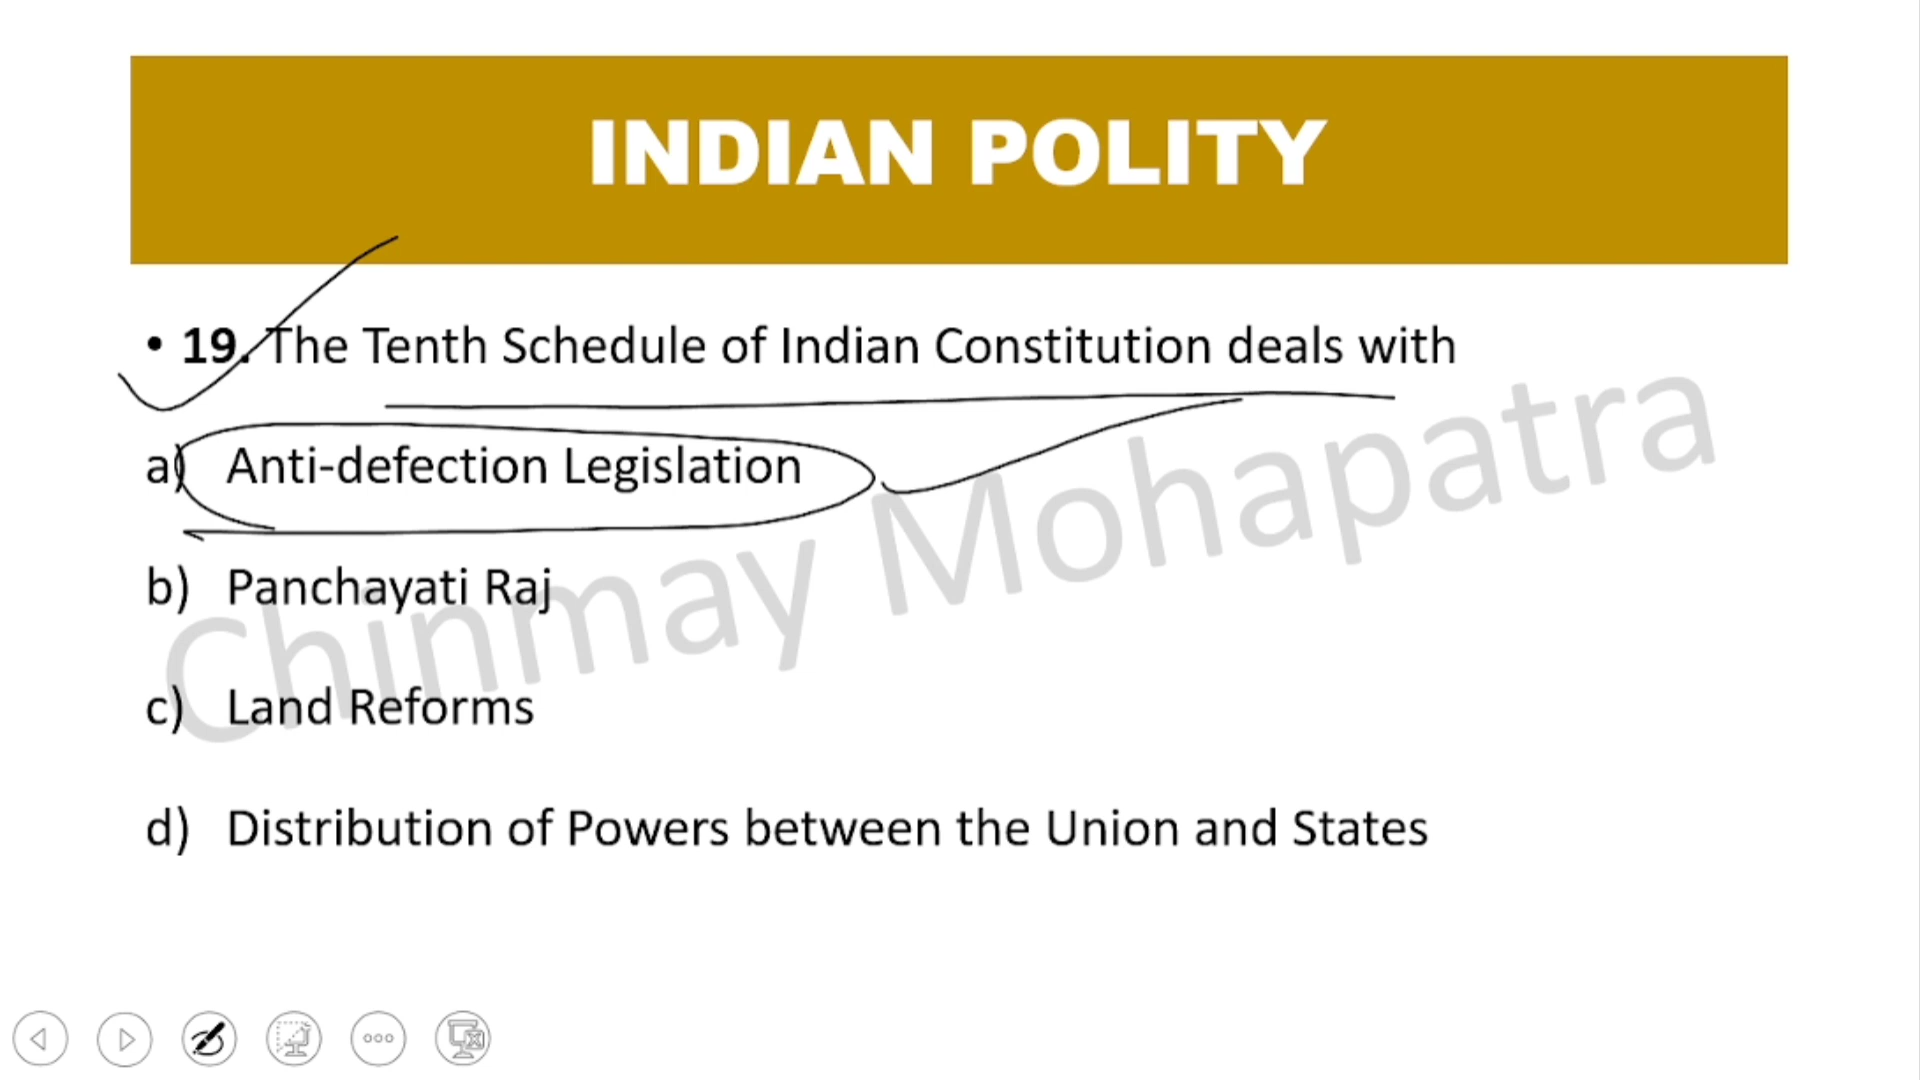 INDIAN POLITY
• 19. The Tenth Schedule of Indian Constitution deals with
a) Anti-defection Legislation
b) Panchayati Raj
c) Land Reforms
d) Distribution of Powers between the Union and States
Chinmay Mohapatra